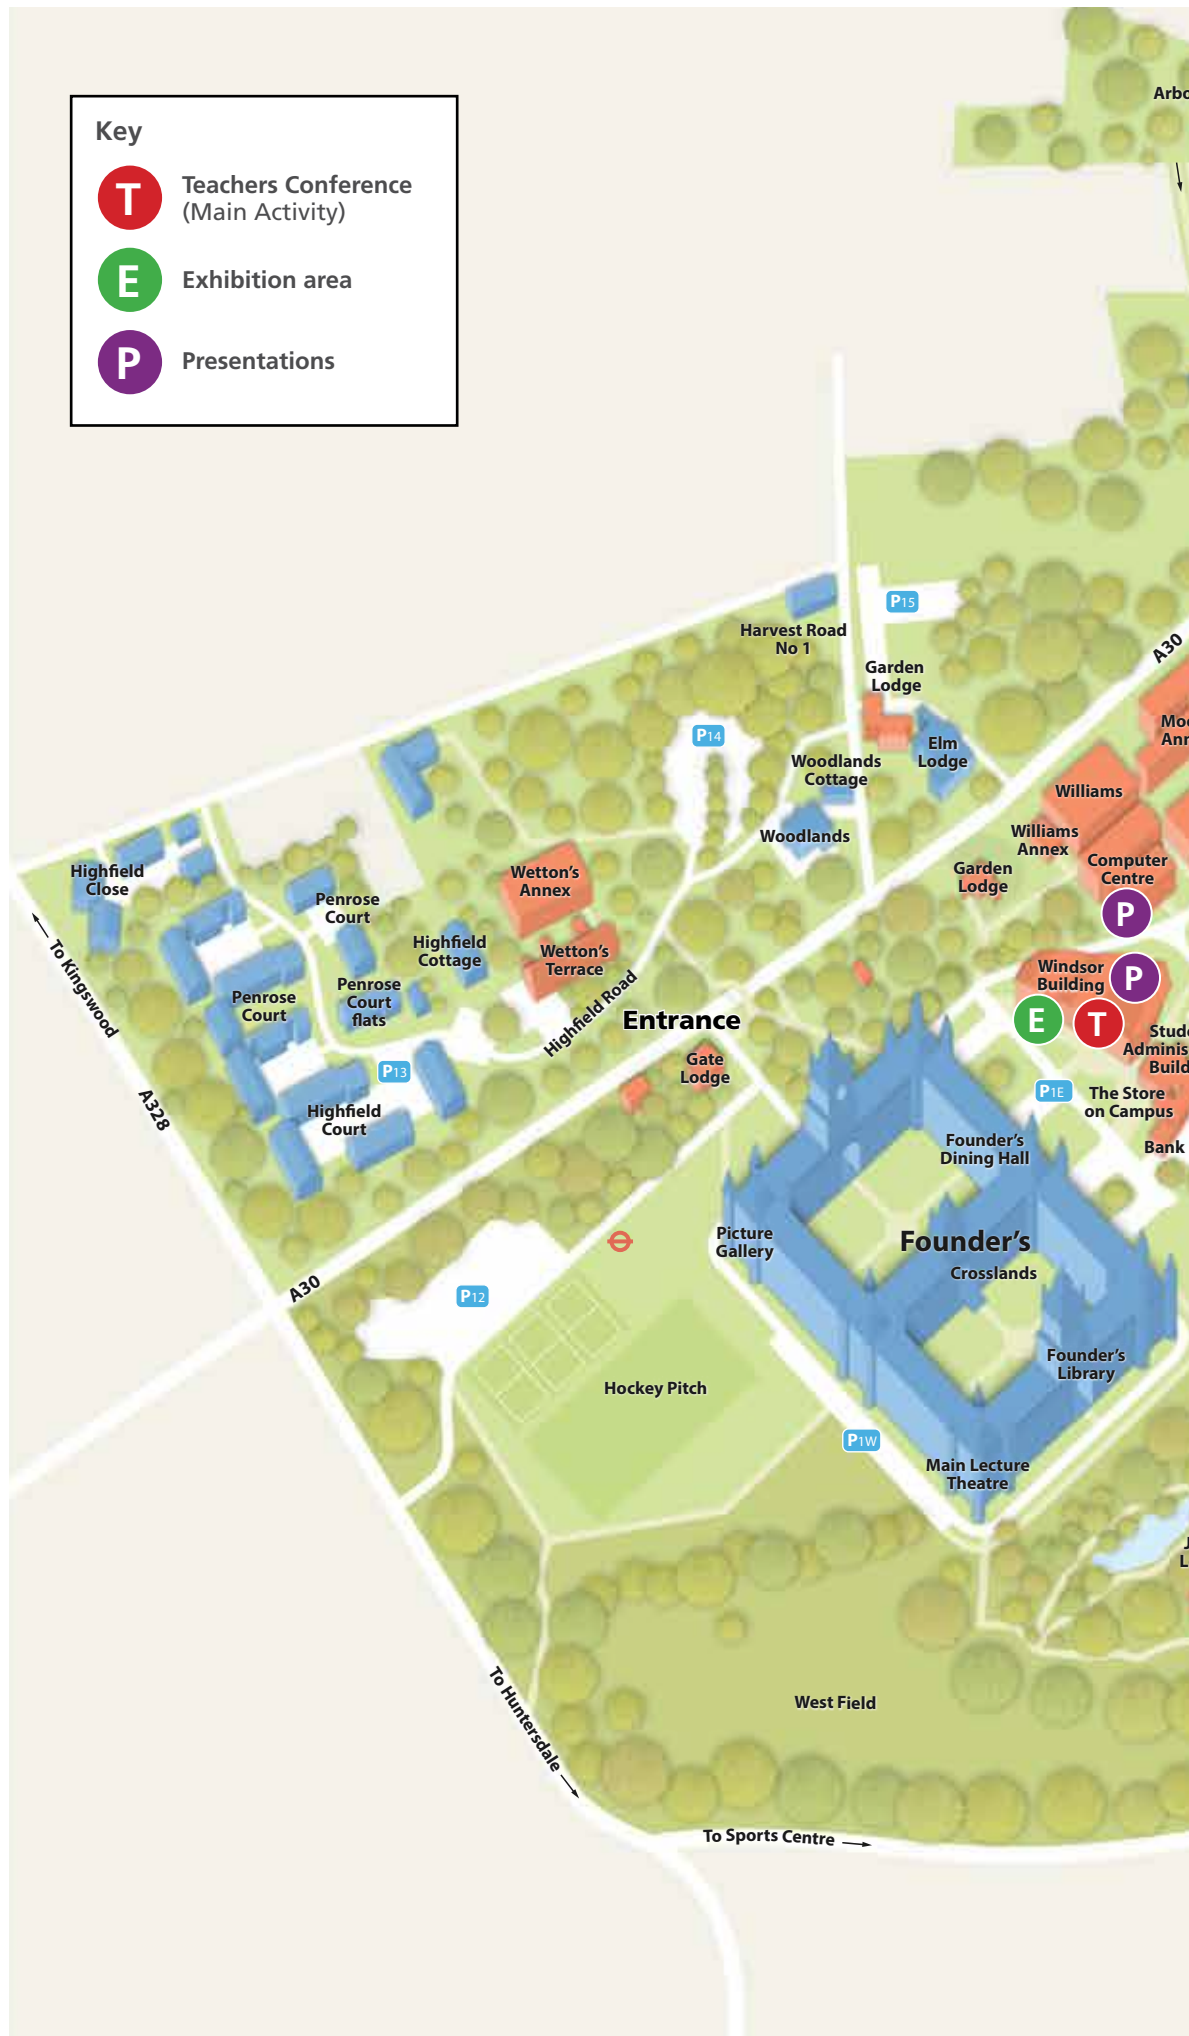 Key
T
Teachers Conference
(Main Activity)
E
Exhibition area
P
Presentations
P15
Harvest Road
No 1
Garden
Lodge
A30
P14
Elm
Lodge
Woodlands
Cottage
Williams
Woodlands
Williams
Annex
Computer
Centre
P
Garden
Lodge
Highfield
Close
Wetton's
Annex
Penrose
Court
Highfield
Cottage
Wetton's
Terrace
To Kingswood
Penrose
Court
Penrose
Court
flats
Highfield Road
Entrance
Windsor
Building
P
E
T
Gate
Lodge
P13
P1E
The Store
on Campus
A328
Highfield
Court
Founder's
Dining Hall
Bank
Picture
Gallery
Founder's
Crosslands
A30
P12
Founder's
Library
Hockey Pitch
P1W
Main Lecture
Theatre
To Huntersdale
West Field
To Sports Centre